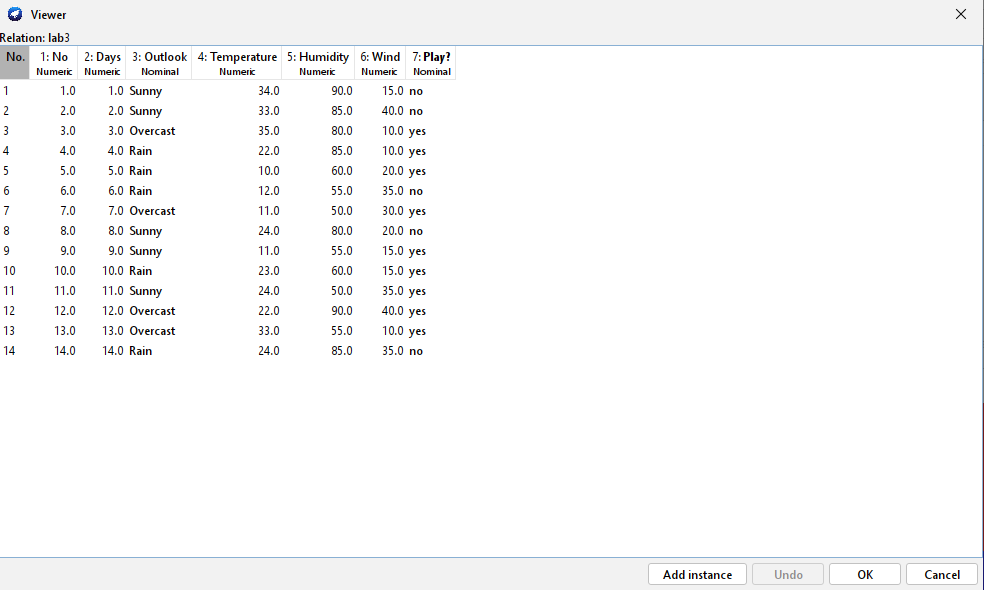 Viewer
Relation: lab3
No. 1: No 2: Days 3: Outlook 4: Temperature 5: Humidity 6: Wind 7: Play?
Numeric Numeric Nominal Numeric Numeric Numeric Nominal
1 1.0 1.0 Sunny 34.0 90.0 15.0 no
2 2.0 2.0 Sunny 33.0 85.0 40.0 no
3 3.0 3.0 Overcast 35.0 80.0 10.0 yes
4 4.0 4.0 Rain 22.0 85.0 10.0 yes
5 5.0 5.0 Rain 10.0 60.0 20.0 yes
6 6.0 6.0 Rain 12.0 55.0 35.0 no
7 7.0 7.0 Overcast 11.0 50.0 30.0 yes
8 8.0 8.0 Sunny 24.0 80.0 20.0 no
9 9.0 9.0 Sunny 11.0 55.0 15.0 yes
10 10.0 10.0 Rain 23.0 60.0 15.0 yes
11 11.0 11.0 Sunny 24.0 50.0 35.0 yes
12 12.0 12.0 Overcast 22.0 90.0 40.0 yes
13 13.0 13.0 Overcast 33.0 55.0 10.0 yes
14 14.0 14.0 Rain 24.0 85.0 35.0 no
Add instance Undo OK Cancel